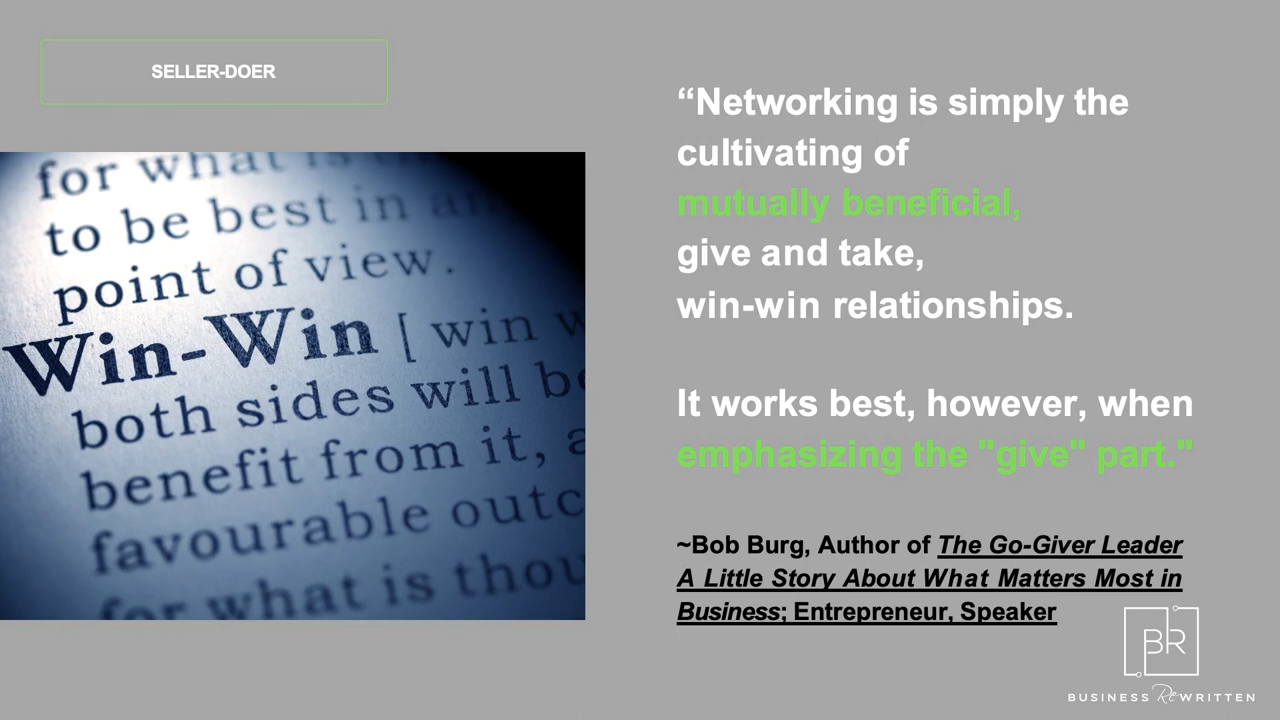 SELLER-DOER
for what is
to be best in
point of view.
Win-Win [ win
both sides will
benefit from it,
favourable
for what is
“Networking is simply the
cultivating of
mutually beneficial,
give and take,
win-win relationships.
It works best, however, when
emphasizing the "give" part."
~Bob Burg, Author of The Go-Giver Leader
A Little Story About What Matters Most in
Business; Entrepreneur, Speaker
BR
BUSINESS ReWRITTEN